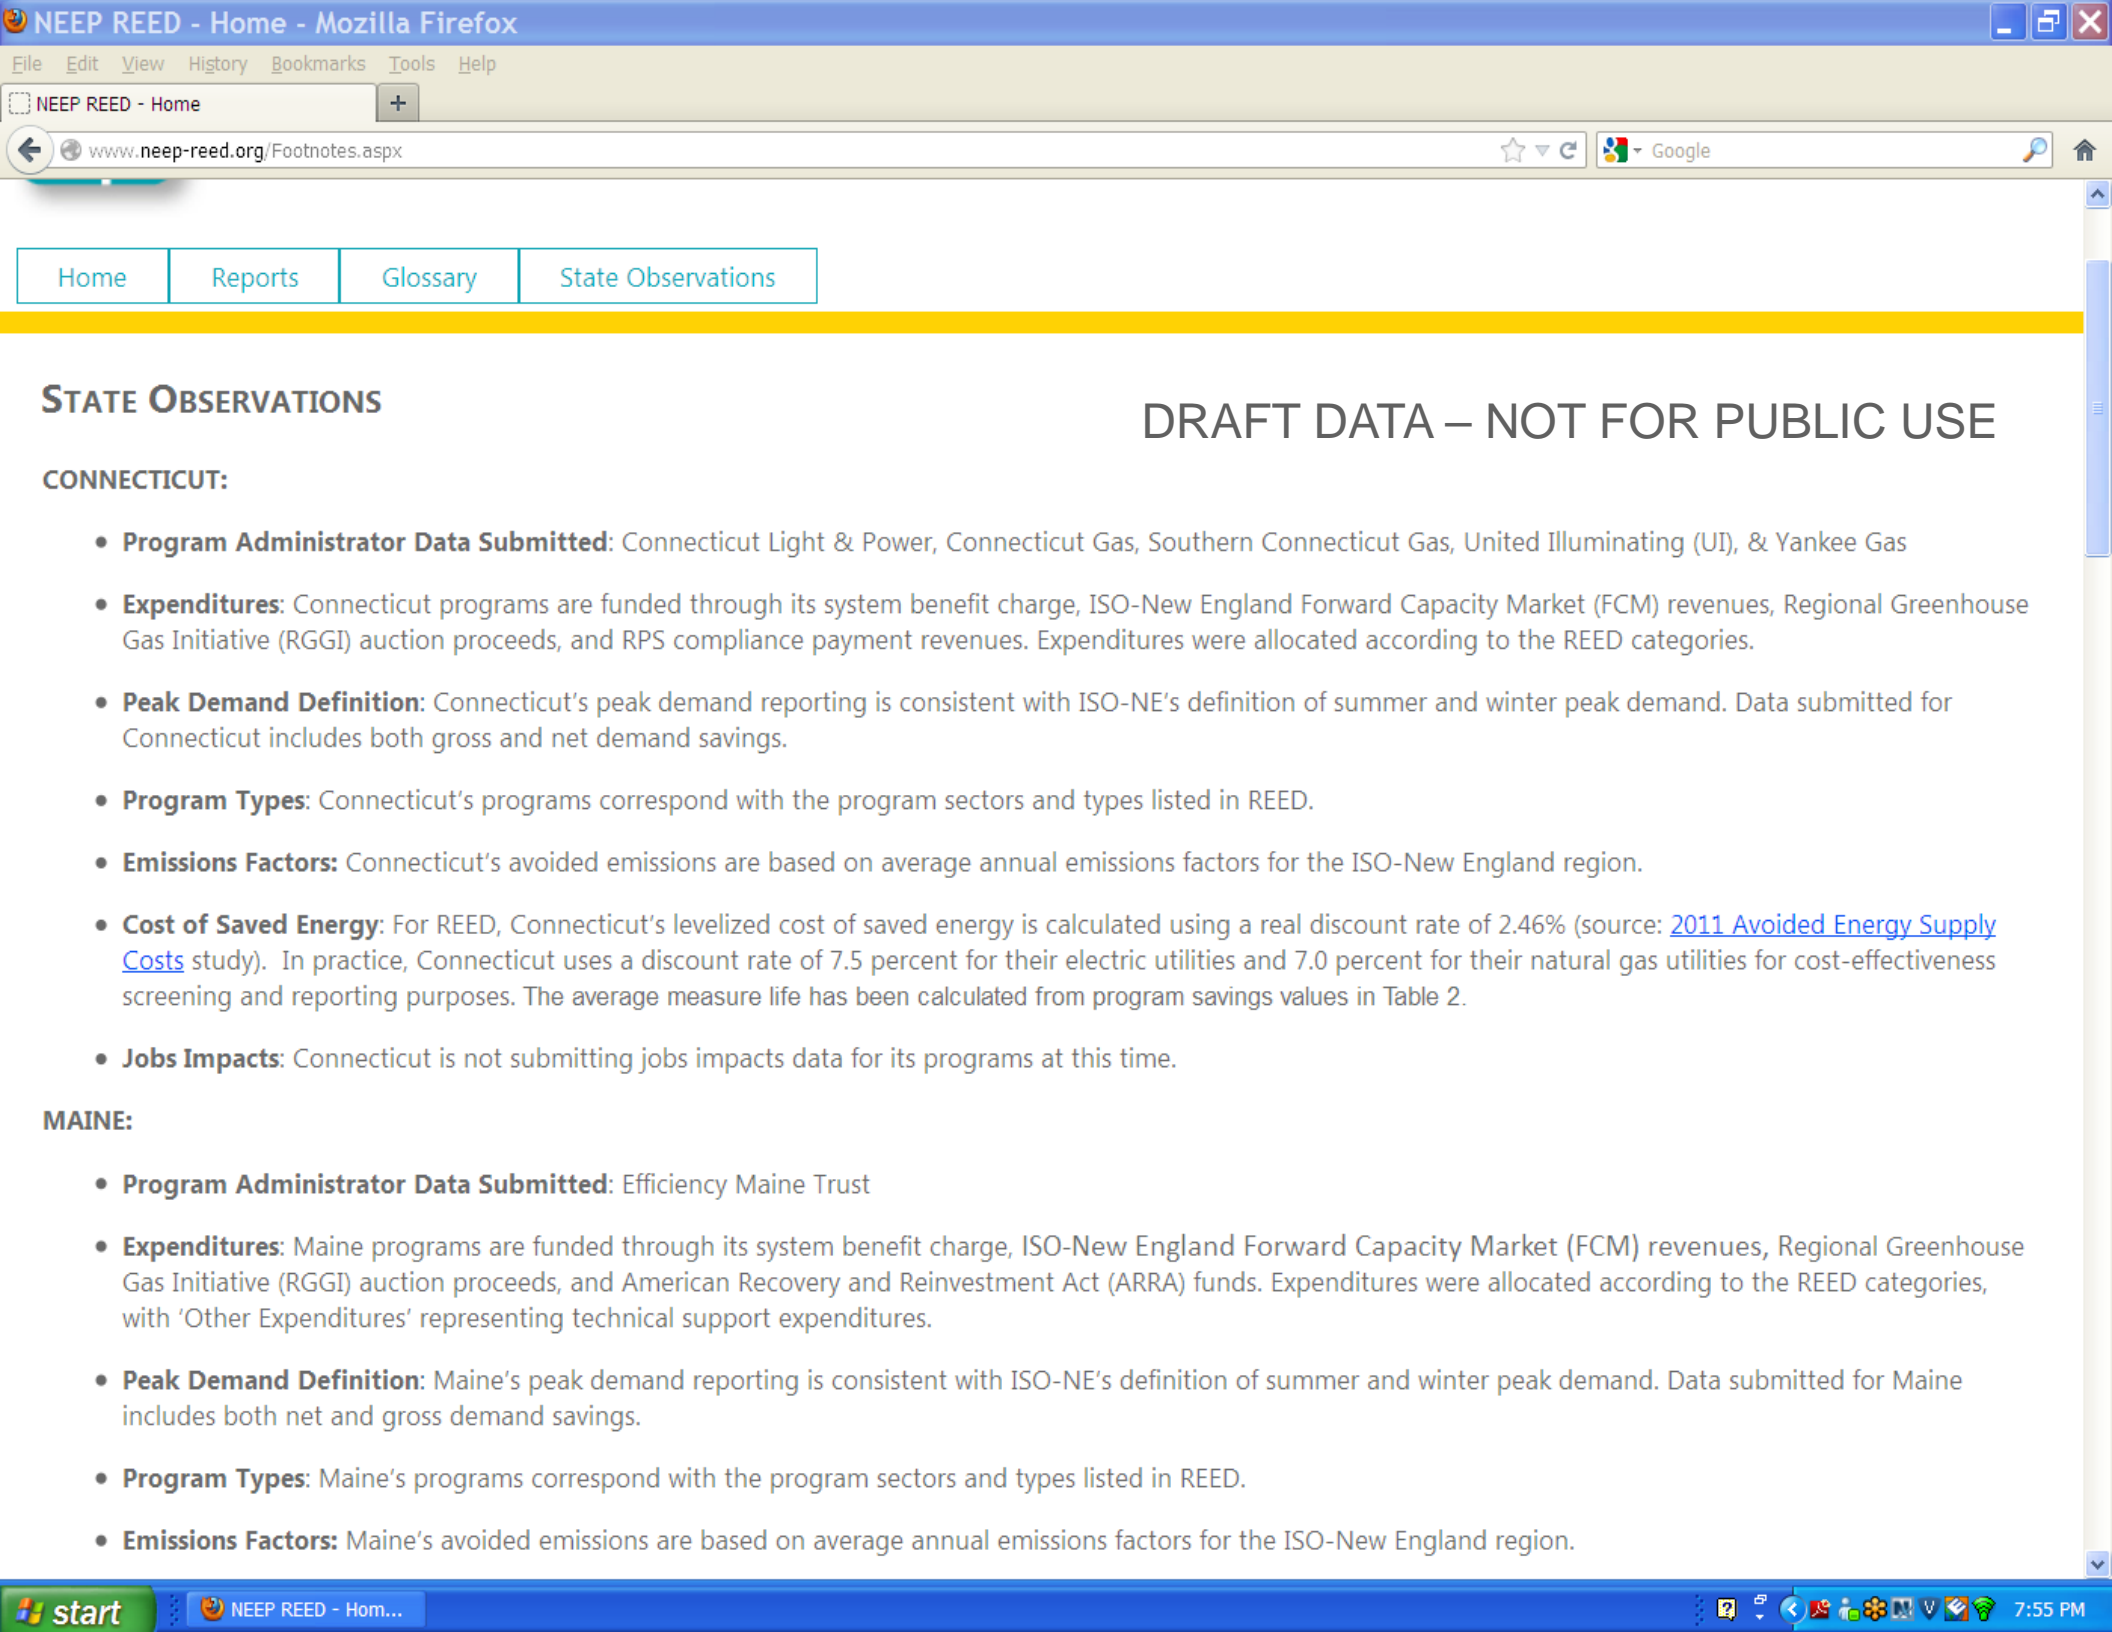 NEEP REED - Home - Mozilla Firefox
File Edit View History Bookmarks Tools Help
NEEP REED - Home +
www.neep-reed.org/Footnotes.aspx Google
Home Reports Glossary State Observations
STATE OBSERVATIONS
DRAFT DATA – NOT FOR PUBLIC USE
CONNECTICUT:
• Program Administrator Data Submitted: Connecticut Light & Power, Connecticut Gas, Southern Connecticut Gas, United Illuminating (UI), & Yankee Gas
• Expenditures: Connecticut programs are funded through its system benefit charge, ISO-New England Forward Capacity Market (FCM) revenues, Regional Greenhouse
Gas Initiative (RGGI) auction proceeds, and RPS compliance payment revenues. Expenditures were allocated according to the REED categories.
• Peak Demand Definition: Connecticut's peak demand reporting is consistent with ISO-NE's definition of summer and winter peak demand. Data submitted for
Connecticut includes both gross and net demand savings.
• Program Types: Connecticut's programs correspond with the program sectors and types listed in REED.
• Emissions Factors: Connecticut's avoided emissions are based on average annual emissions factors for the ISO-New England region.
• Cost of Saved Energy: For REED, Connecticut's levelized cost of saved energy is calculated using a real discount rate of 2.46% (source: 2011 Avoided Energy Supply
Costs study). In practice, Connecticut uses a discount rate of 7.5 percent for their electric utilities and 7.0 percent for their natural gas utilities for cost-effectiveness
screening and reporting purposes. The average measure life has been calculated from program savings values in Table 2.
• Jobs Impacts: Connecticut is not submitting jobs impacts data for its programs at this time.
MAINE:
• Program Administrator Data Submitted: Efficiency Maine Trust
• Expenditures: Maine programs are funded through its system benefit charge, ISO-New England Forward Capacity Market (FCM) revenues, Regional Greenhouse
Gas Initiative (RGGI) auction proceeds, and American Recovery and Reinvestment Act (ARRA) funds. Expenditures were allocated according to the REED categories,
with 'Other Expenditures' representing technical support expenditures.
• Peak Demand Definition: Maine's peak demand reporting is consistent with ISO-NE's definition of summer and winter peak demand. Data submitted for Maine
includes both net and gross demand savings.
• Program Types: Maine's programs correspond with the program sectors and types listed in REED.
• Emissions Factors: Maine's avoided emissions are based on average annual emissions factors for the ISO-New England region.
start NEEP REED - Hom... 7:55 PM